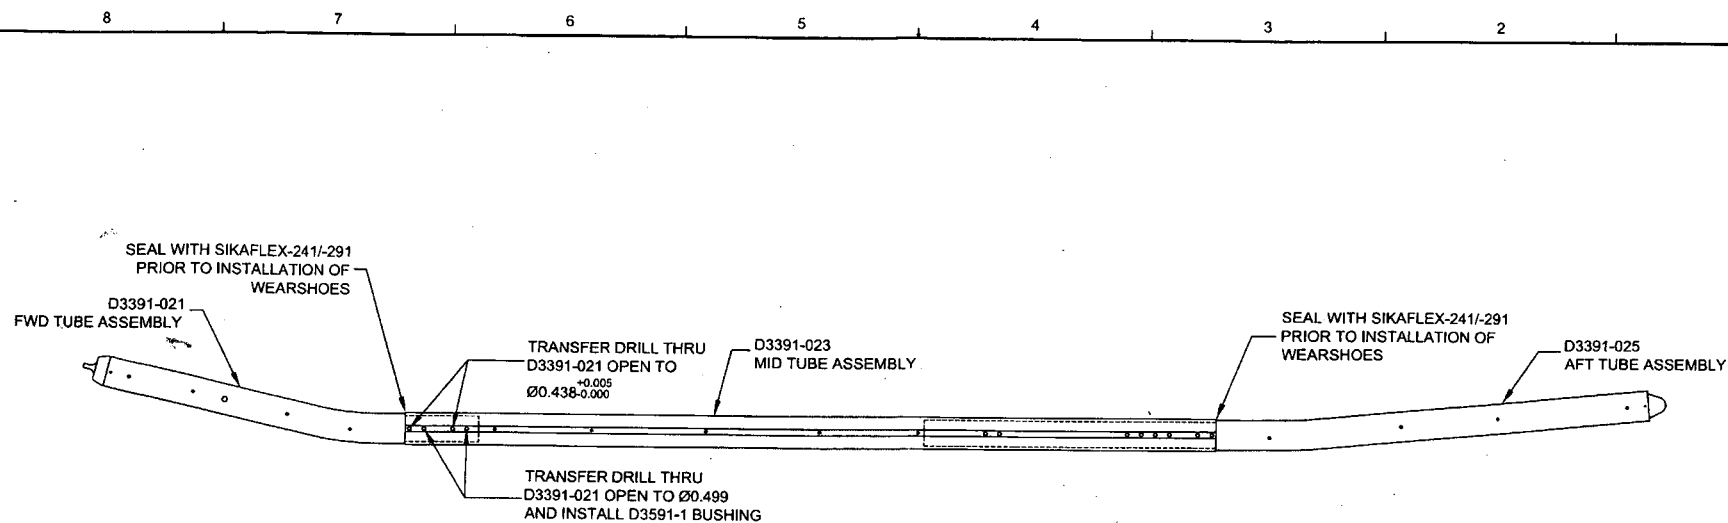 8 7 6 5 4 3 2
SEAL WITH SIKAFLEX-241/-291
PRIOR TO INSTALLATION OF
WEARSHOES
D3391-021
FWD TUBE ASSEMBLY
TRANSFER DRILL THRU
D3391-021 OPEN TO
Ø0.438+0.005
-0.000
D3391-023
MID TUBE ASSEMBLY
SEAL WITH SIKAFLEX-241/-291
PRIOR TO INSTALLATION OF
WEARSHOES
D3391-025
AFT TUBE ASSEMBLY
TRANSFER DRILL THRU
D3391-021 OPEN TO Ø0.499
AND INSTALL D3591-1 BUSHING